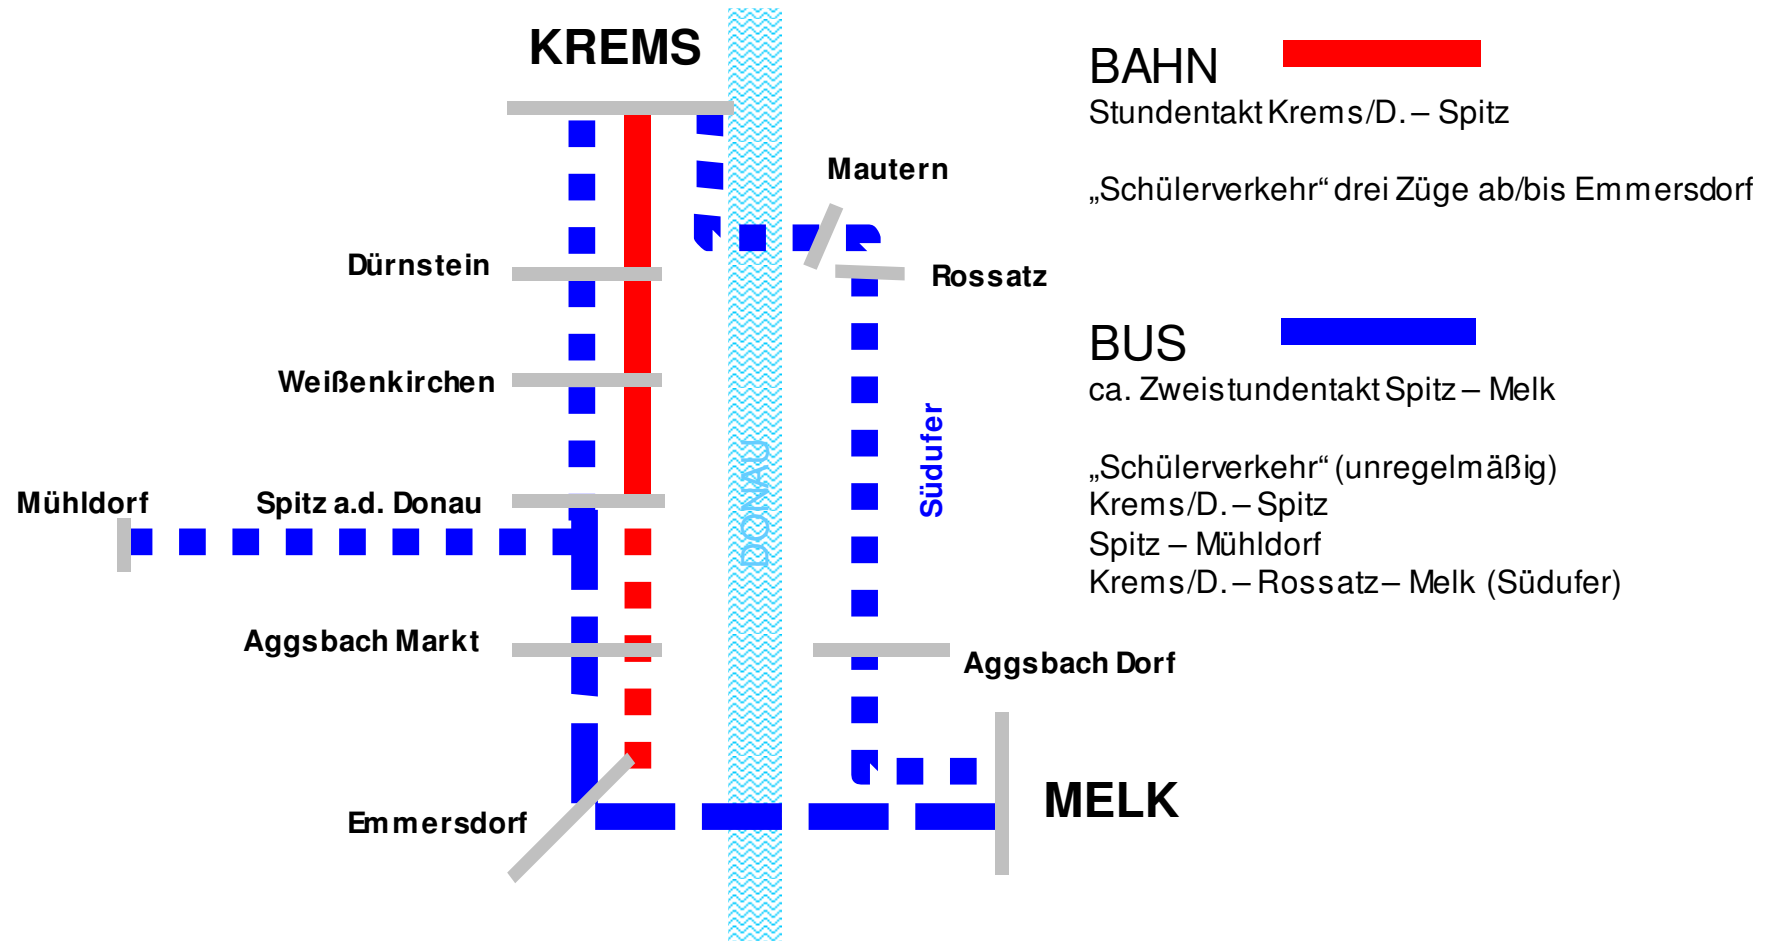 KREMS
Mautern
Dürnstein
Rossatz
Weißenkirchen
Südufer
DONAU
Mühldorf
Spitz a.d. Donau
Aggsbach Markt
Aggsbach Dorf
Emmersdorf
MELK
BAHN
Stundentakt Krems/D. – Spitz
„Schülerverkehr“ drei Züge ab/bis Emmersdorf
BUS
ca. Zweistundentakt Spitz – Melk
„Schülerverkehr“ (unregelmäßig)
Krems/D. – Spitz
Spitz – Mühldorf
Krems/D. – Rossatz – Melk (Südufer)